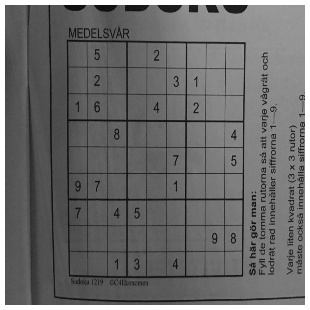 SUDOKU
MEDELSVÅR
5 2
2 3 1
1 6 4 2
8 4
7 5
9 7 1
7 4 5
9 8
1 3 4
Sudoku 1219
Så här gör man:
Fyll de tomma rutorna så att varje vågrät och
lodrät rad innehåller siffrorna 1—9.
Varje liten kvadrat (3 x 3 rutor)
måste också innehålla siffrorna 1—9